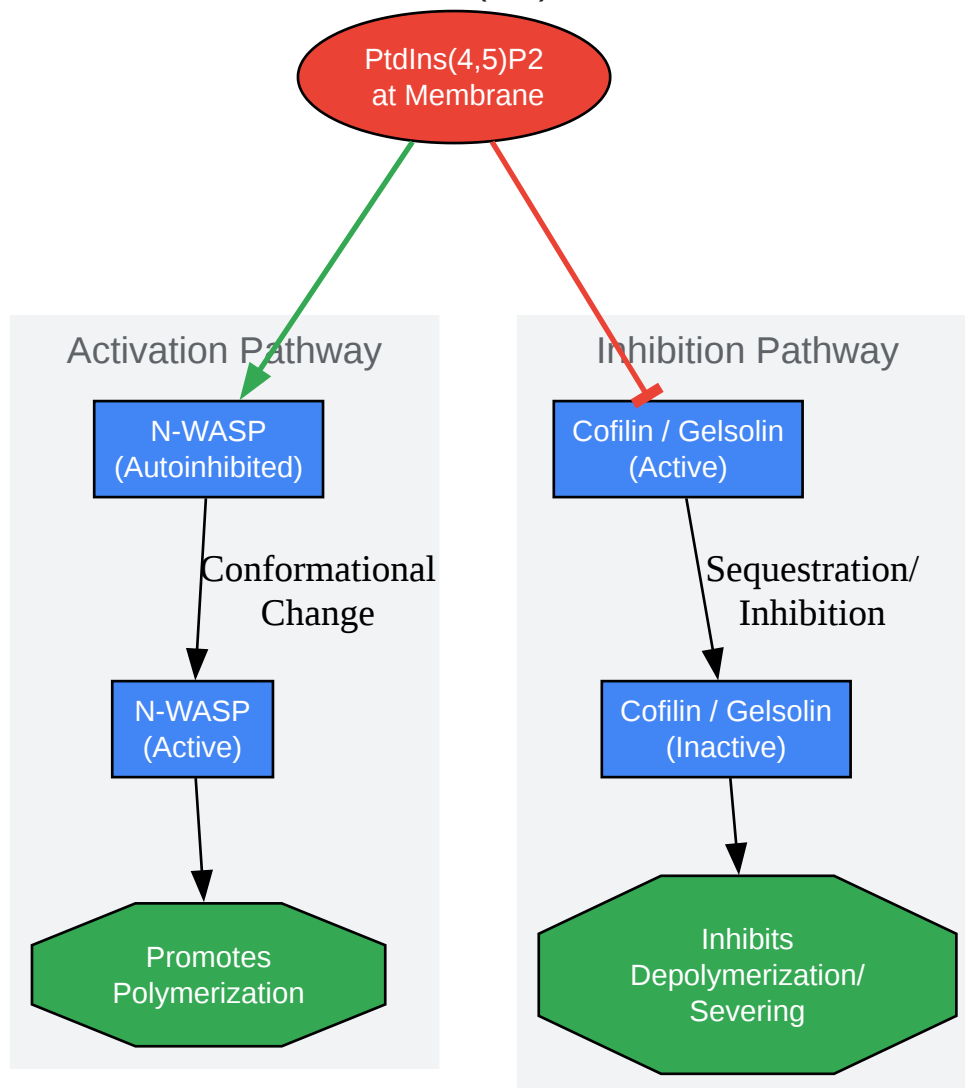 PtdIns(4,5)P2
at Membrane
Activation Pathway
Inhibition Pathway
N-WASP
(Autoinhibited)
Cofilin / Gelsolin
(Active)
Conformational
Change
Sequestration/
Inhibition
N-WASP
(Active)
Cofilin / Gelsolin
(Inactive)
Promotes
Polymerization
Inhibits
Depolymerization/
Severing